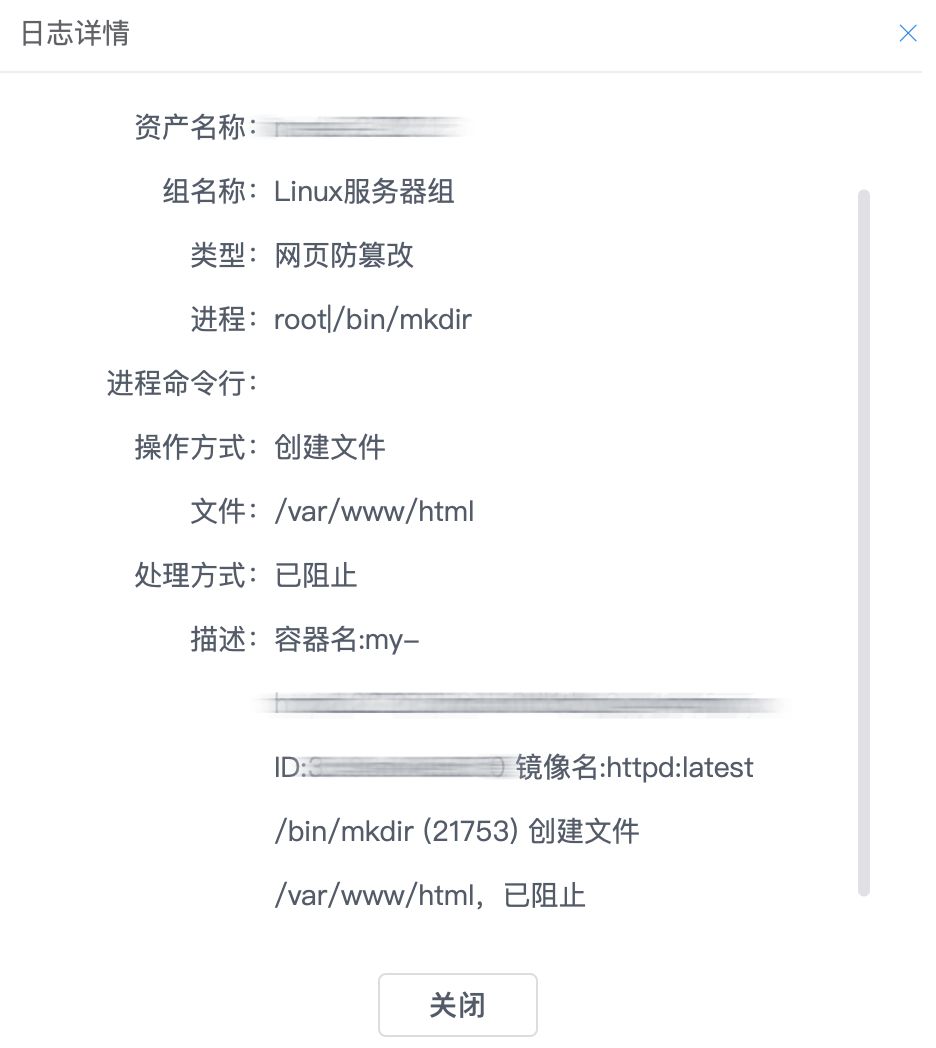 日志详情
资产名称：
组名称： Linux服务器组
类型： 网页防篡改
进程： root|/bin/mkdir
进程命令行：
操作方式： 创建文件
文件： /var/www/html
处理方式： 已阻止
描述： 容器名:my-
ID:3 0 镜像名:httpd:latest
/bin/mkdir (21753) 创建文件
/var/www/html，已阻止
关闭